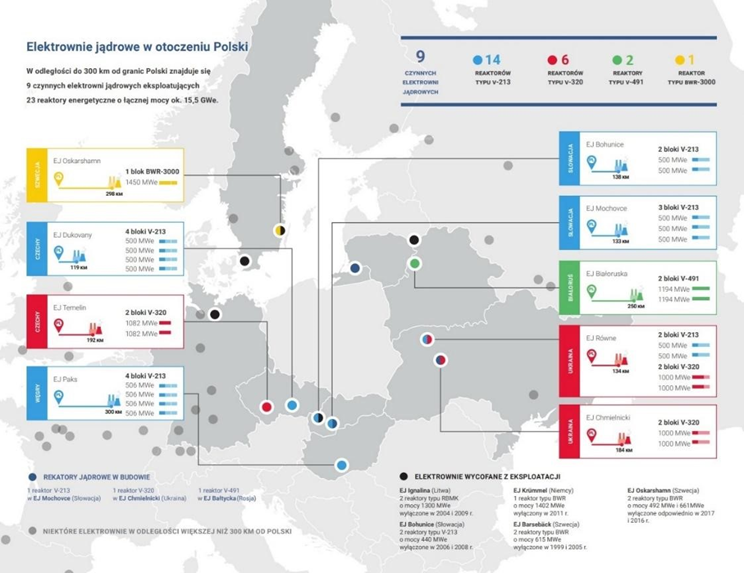 Elektrownie jądrowe w otoczeniu Polski
W odległości do 300 km od granic Polski znajduje się
9 czynnych elektrowni jądrowych eksploatujących
23 reaktory energetyczne o łącznej mocy ok. 15,5 GWe.
9
CZYNNYCH
ELEKTROWNI
JĄDROWYCH
14
REAKTORÓW
TYPU V-213
6
REAKTORÓW
TYPU V-320
2
REAKTORY
TYPU V-491
1
REAKTOR
TYPU BWR-3000
SZWECJA
EJ Oskarshamn
298 KM
1 blok BWR-3000
1450 MWe
CZECHY
EJ Dukovany
119 KM
4 bloki V-213
500 MWe
500 MWe
500 MWe
500 MWe
CZECHY
EJ Temelin
192 KM
2 bloki V-320
1082 MWe
1082 MWe
WĘGRY
EJ Paks
300 KM
4 bloki V-213
506 MWe
506 MWe
506 MWe
506 MWe
SŁOWACJA
EJ Bohunice
138 KM
2 bloki V-213
500 MWe
500 MWe
SŁOWACJA
EJ Mochovce
133 KM
3 bloki V-213
500 MWe
500 MWe
500 MWe
BIAŁORUŚ
EJ Białoruska
250 KM
2 bloki V-491
1194 MWe
1194 MWe
UKRAINA
EJ Równe
134 KM
2 bloki V-213
500 MWe
500 MWe
2 bloki V-320
1000 MWe
1000 MWe
UKRAINA
EJ Chmielnicki
184 KM
2 bloki V-320
1000 MWe
1000 MWe
REKATORY JĄDROWE W BUDOWIE
1 reaktor V-213
w EJ Mochovce (Słowacja)
1 reaktor V-320
w EJ Chmielnicki (Ukraina)
1 reaktor V-491
w EJ Bałtycka (Rosja)
NIEKTÓRE ELEKTROWNIE W ODLEGŁOŚCI WIĘKSZEJ NIŻ 300 KM OD POLSKI
ELEKTROWNIE WYCOFANE Z EKSPLOATACJI
EJ Ignalina (Litwa)
2 reaktory typu RBMK
o mocy 1300 MWe
wyłączone w 2004 i 2009 r.
EJ Bohunice (Słowacja)
2 reaktory typu V-213
o mocy 440 MWe
wyłączone w 2006 i 2008 r.
EJ Krümmel (Niemcy)
1 reaktor typu BWR
o mocy 1402 MWe
wyłączony w 2011 r.
EJ Barsebäck (Szwecja)
2 reaktory typu BWR
o mocy 615 MWe
wyłączone w 1999 i 2005 r.
EJ Oskarshamn (Szwecja)
2 reaktory typu BWR
o mocy 492 MWe i 661MWe
wyłączone odpowiednio w 2017
i 2016 r.